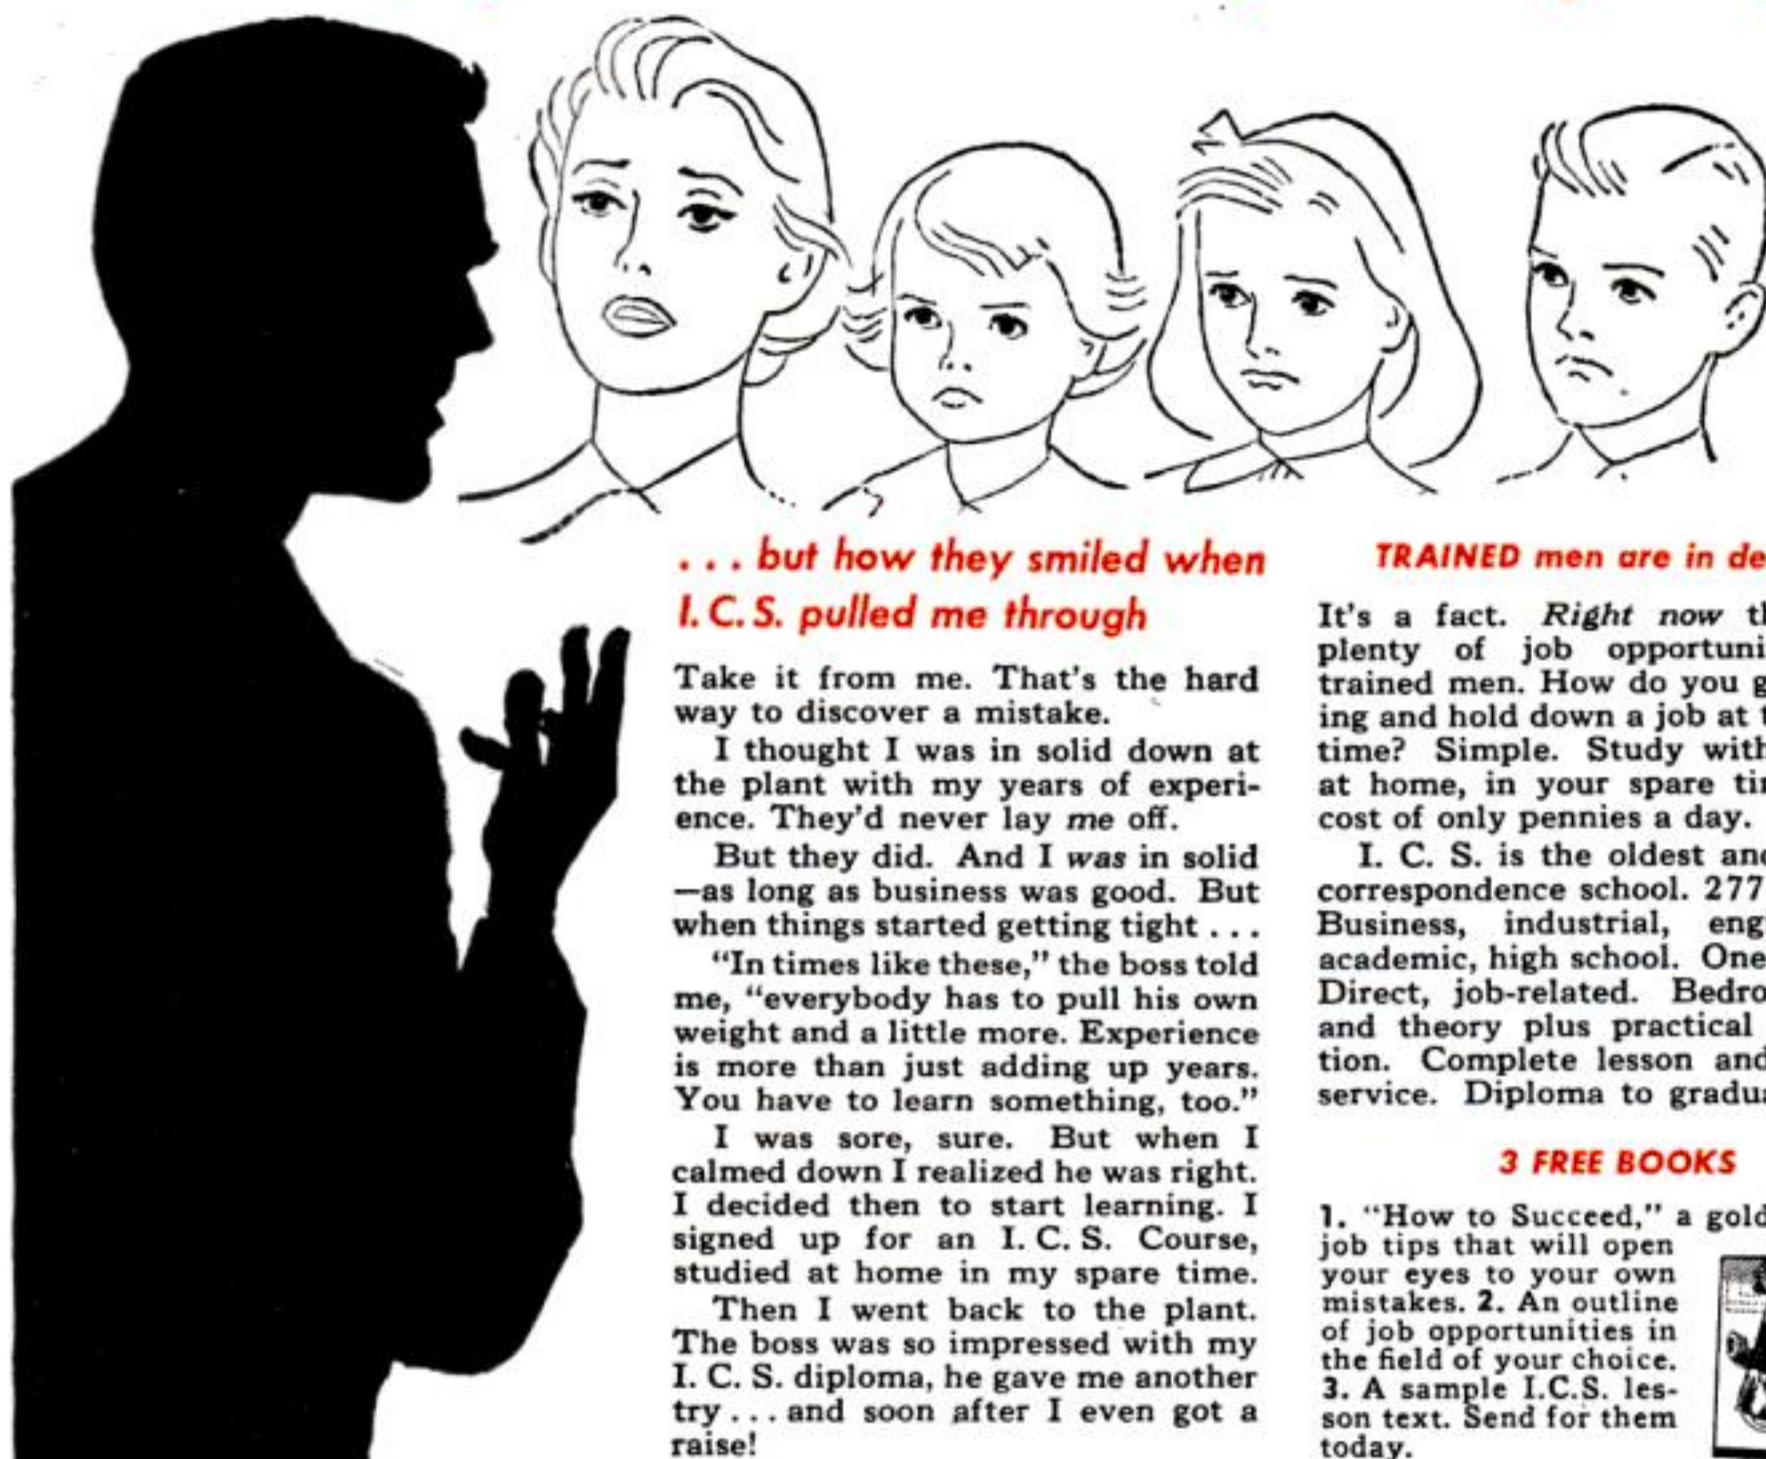 . . . but how they smiled when
I. C. S. pulled me through
Take it from me. That's the hard
way to discover a mistake.
I thought I was in solid down at
the plant with my years of experi-
ence. They'd never lay me off.
But they did. And I was in solid
—as long as business was good. But
when things started getting tight . . .
“In times like these,” the boss told
me, “everybody has to pull his own
weight and a little more. Experience
is more than just adding up years.
You have to learn something, too.”
I was sore, sure. But when I
calmed down I realized he was right.
I decided then to start learning. I
signed up for an I. C. S. Course,
studied at home in my spare time.
Then I went back to the plant.
The boss was so impressed with my
I. C. S. diploma, he gave me another
try . . . and soon after I even got a
raise!
TRAINED men are in
It's a fact. Right now
plenty of job
trained men. How do you
ing and hold down a job at
time? Simple. Study
at home, in your spare
cost of only pennies a day.
I. C. S. is the oldest
correspondence school. 277
Business, industrial,
academic, high school. One
Direct, job-related.
and theory plus practical
tion. Complete lesson and
service. Diploma to
3 FREE BOOKS
1. “How to Succeed,” a
job tips that will open
your eyes to your own
mistakes. 2. An outline
of job opportunities in
the field of your choice.
3. A sample I.C.S. les-
son text. Send for them
today.